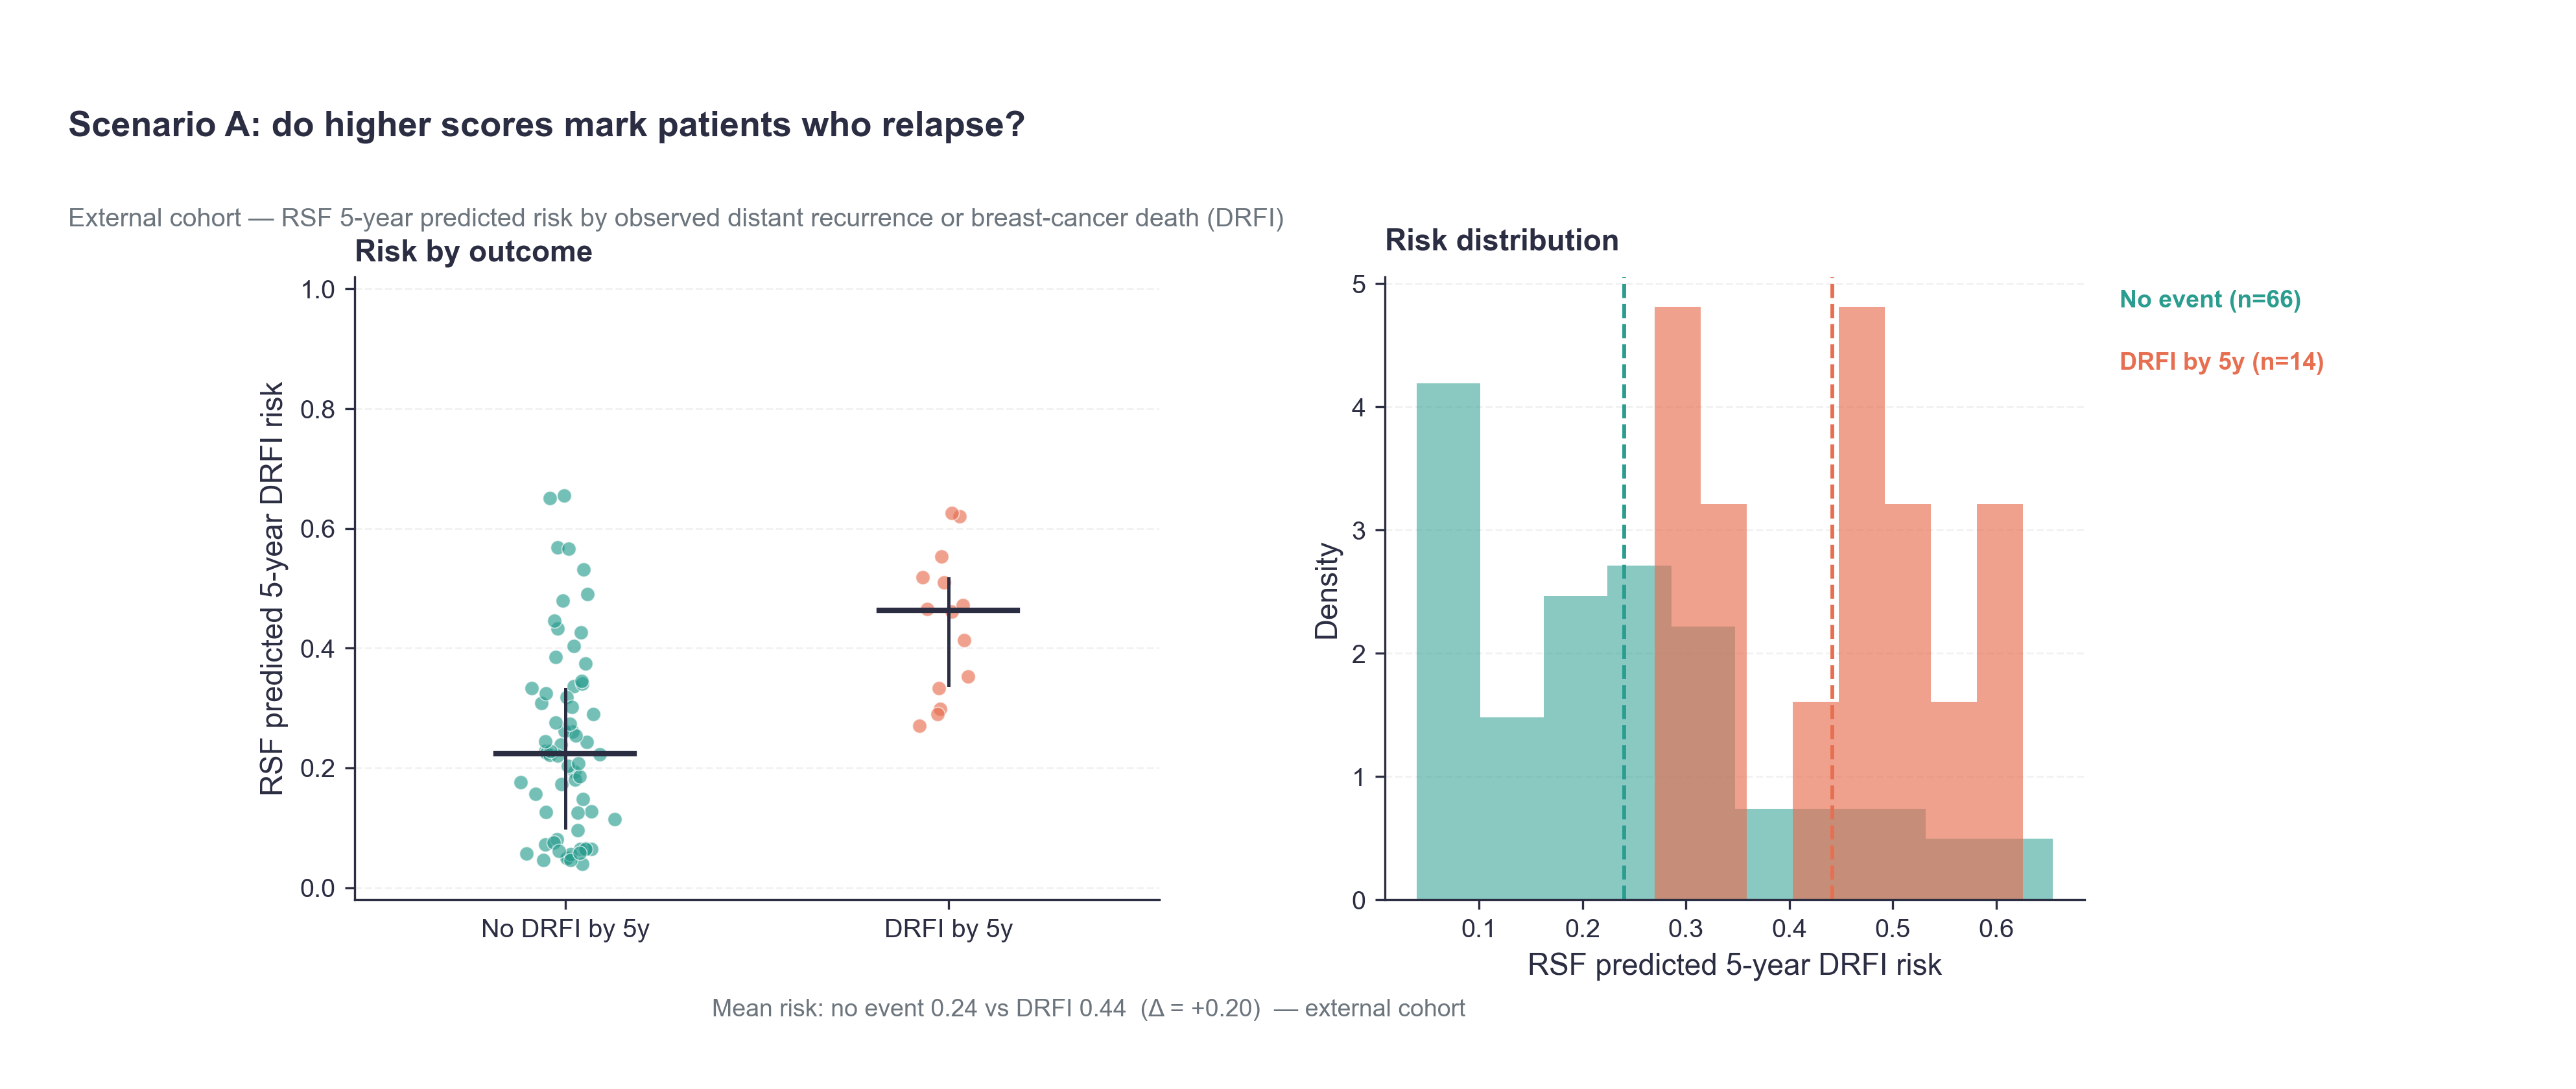 Scenario A: do higher scores mark patients who relapse?
External cohort — RSF 5-year predicted risk by observed distant recurrence or breast-cancer death (DRFI)
Risk by outcome
RSF predicted 5-year DRFI risk
1.0
0.8
0.6
0.4
0.2
0.0
No DRFI by 5y
DRFI by 5y
Risk distribution
Density
5
4
3
2
1
0
0.1
0.2
0.3
0.4
0.5
0.6
RSF predicted 5-year DRFI risk
No event (n=66)
DRFI by 5y (n=14)
Mean risk: no event 0.24 vs DRFI 0.44 (Δ = +0.20) — external cohort